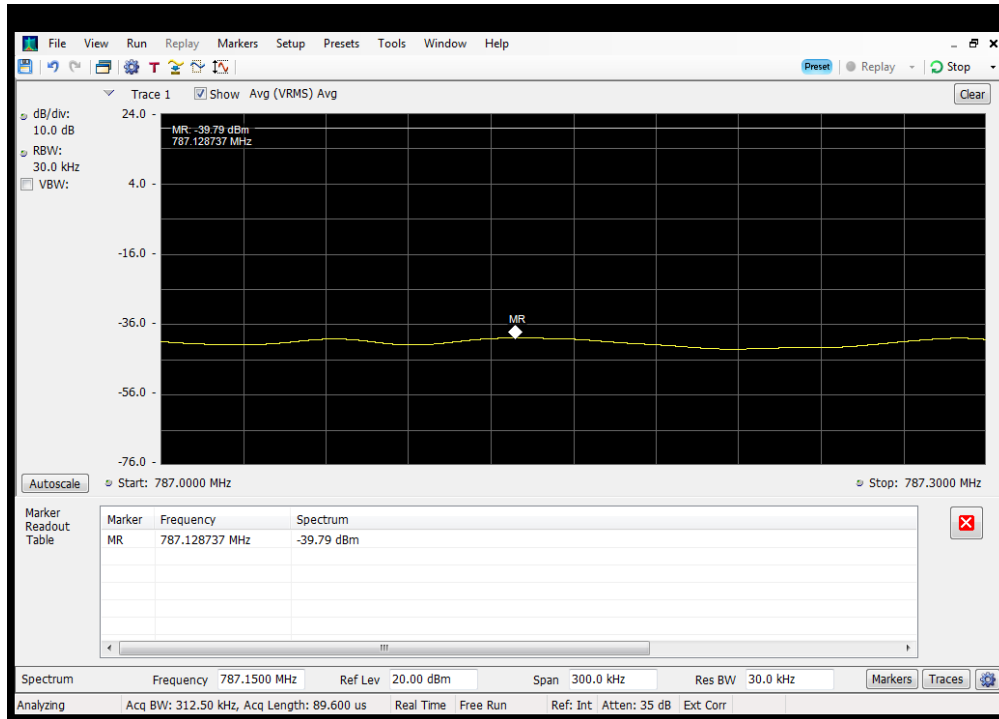 File View Run Replay Markers Setup Presets Tools Window Help
T Preset Replay Stop
Trace 1 Show Avg (VRMS) Avg Clear
dB/div:
10.0 dB
RBW:
30.0 kHz
VBW:
24.0
4.0
-16.0
-36.0
-56.0
-76.0
MR: -39.79 dBm
787.128737 MHz
MR
Autoscale Start: 787.0000 MHz Stop: 787.3000 MHz
Marker
Readout
Table
Marker Frequency Spectrum
MR 787.128737 MHz -39.79 dBm
Spectrum Frequency 787.1500 MHz Ref Lev 20.00 dBm Span 300.0 kHz Res BW 30.0 kHz Markers Traces
Analyzing Acq BW: 312.50 kHz, Acq Length: 89.600 us Real Time Free Run Ref: Int Atten: 35 dB Ext Corr